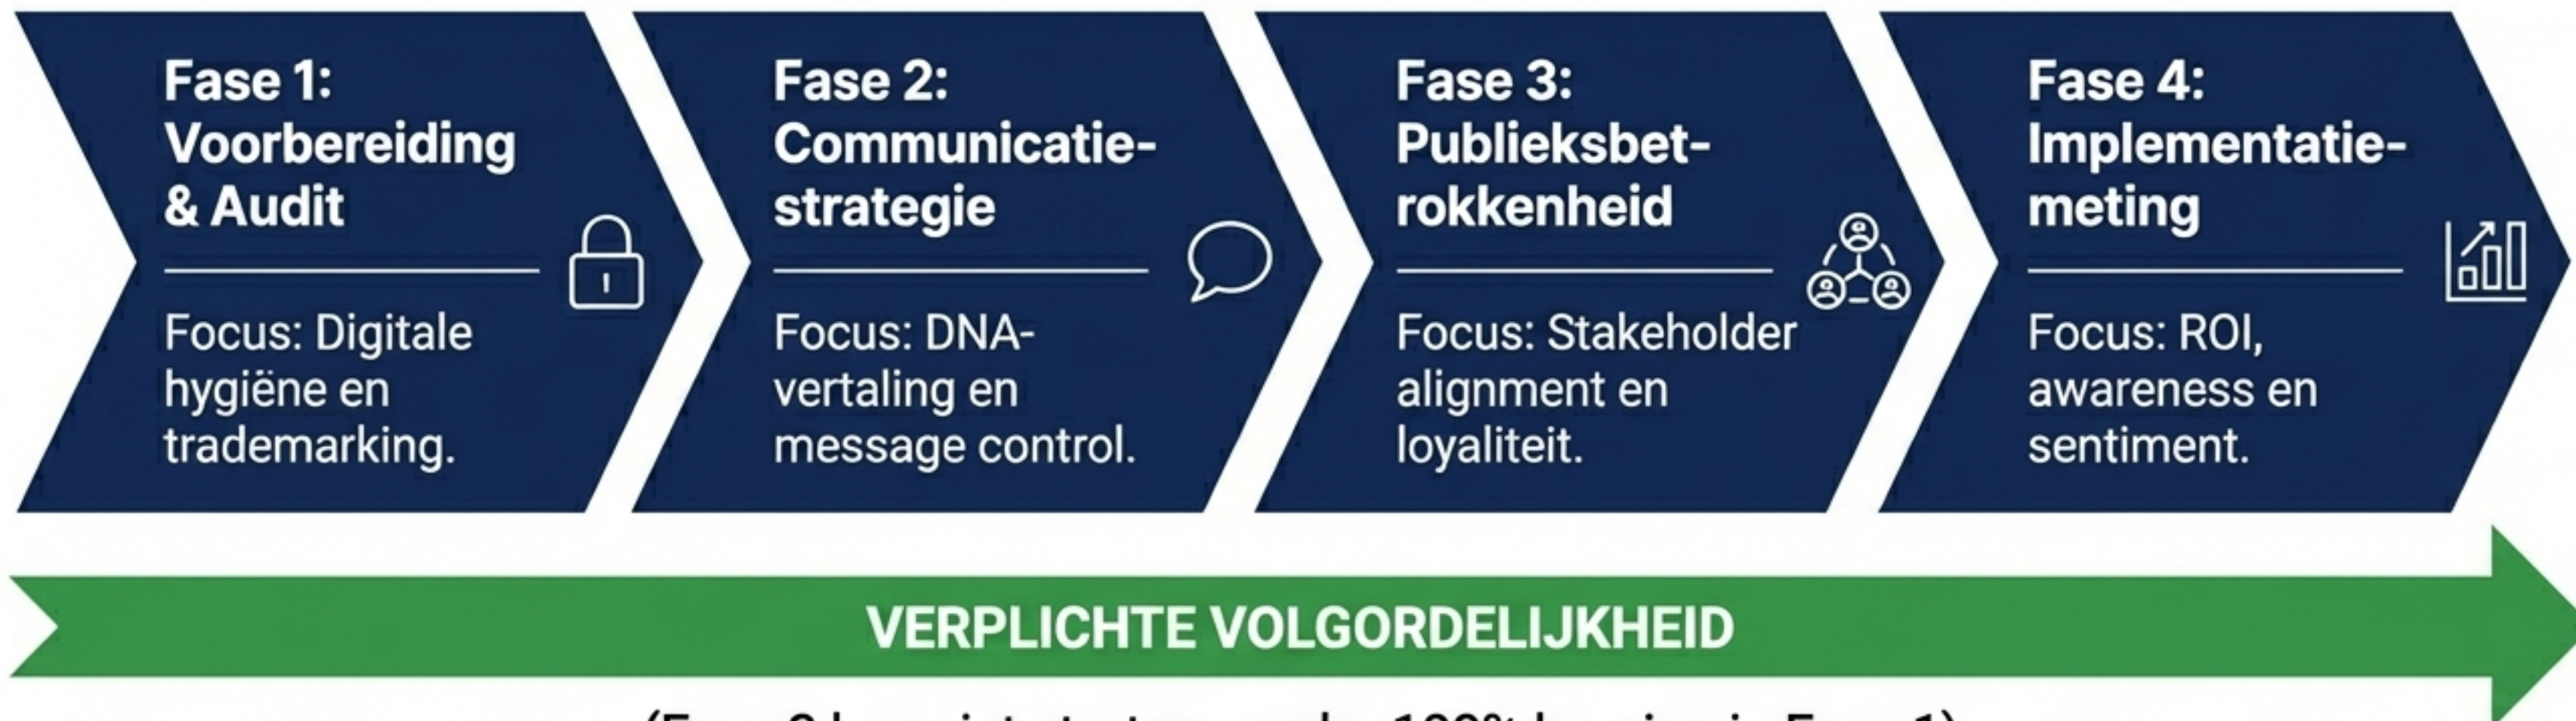 Fase 1:
Voorbereiding
& Audit
Focus: Digitale
hygiëne en
trademarking.
Fase 2:
Communicatie-
strategie
Focus: DNA-
vertaling en
message control.
Fase 3:
Publieksbet-
rokkenheid
Focus: Stakeholder
alignment en
loyaliteit.
Fase 4:
Implementatie-
meting
Focus: ROI,
awareness en
sentiment.
VERPLICHTE VOLGORDELIJKHEID